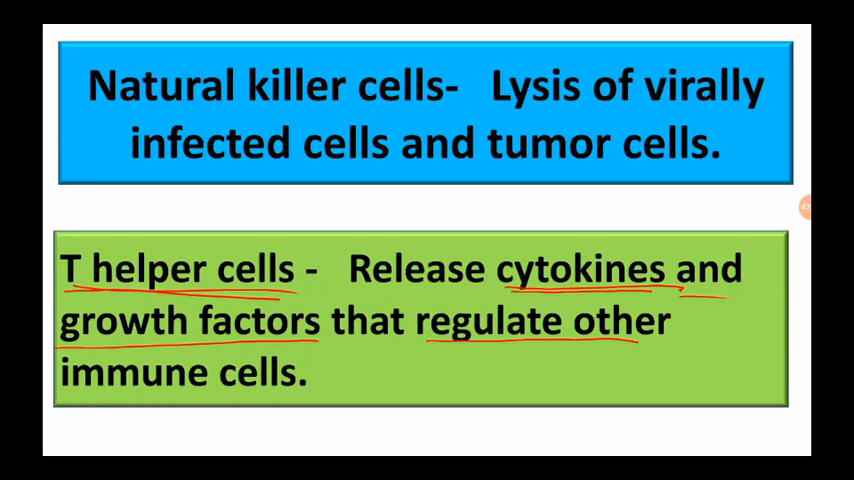 Natural killer cells-   Lysis of virally
infected cells and tumor cells.
T helper cells -   Release cytokines and
growth factors that regulate other
immune cells.